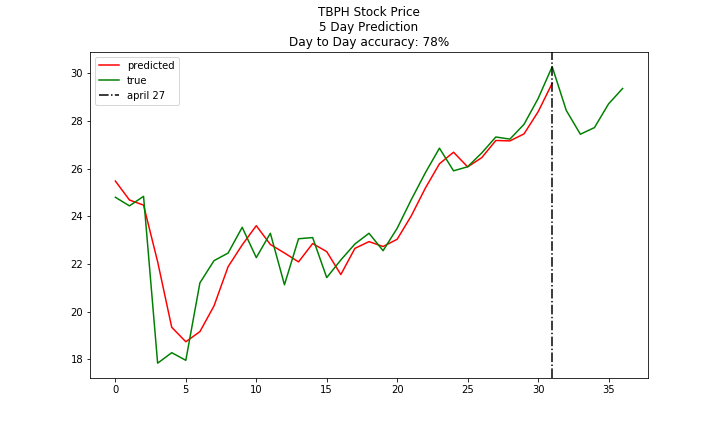 TBPH Stock Price
5 Day Prediction
Day to Day accuracy: 78%
predicted
true
april 27
30
28
26
24
22
20
18
0 5 10 15 20 25 30 35